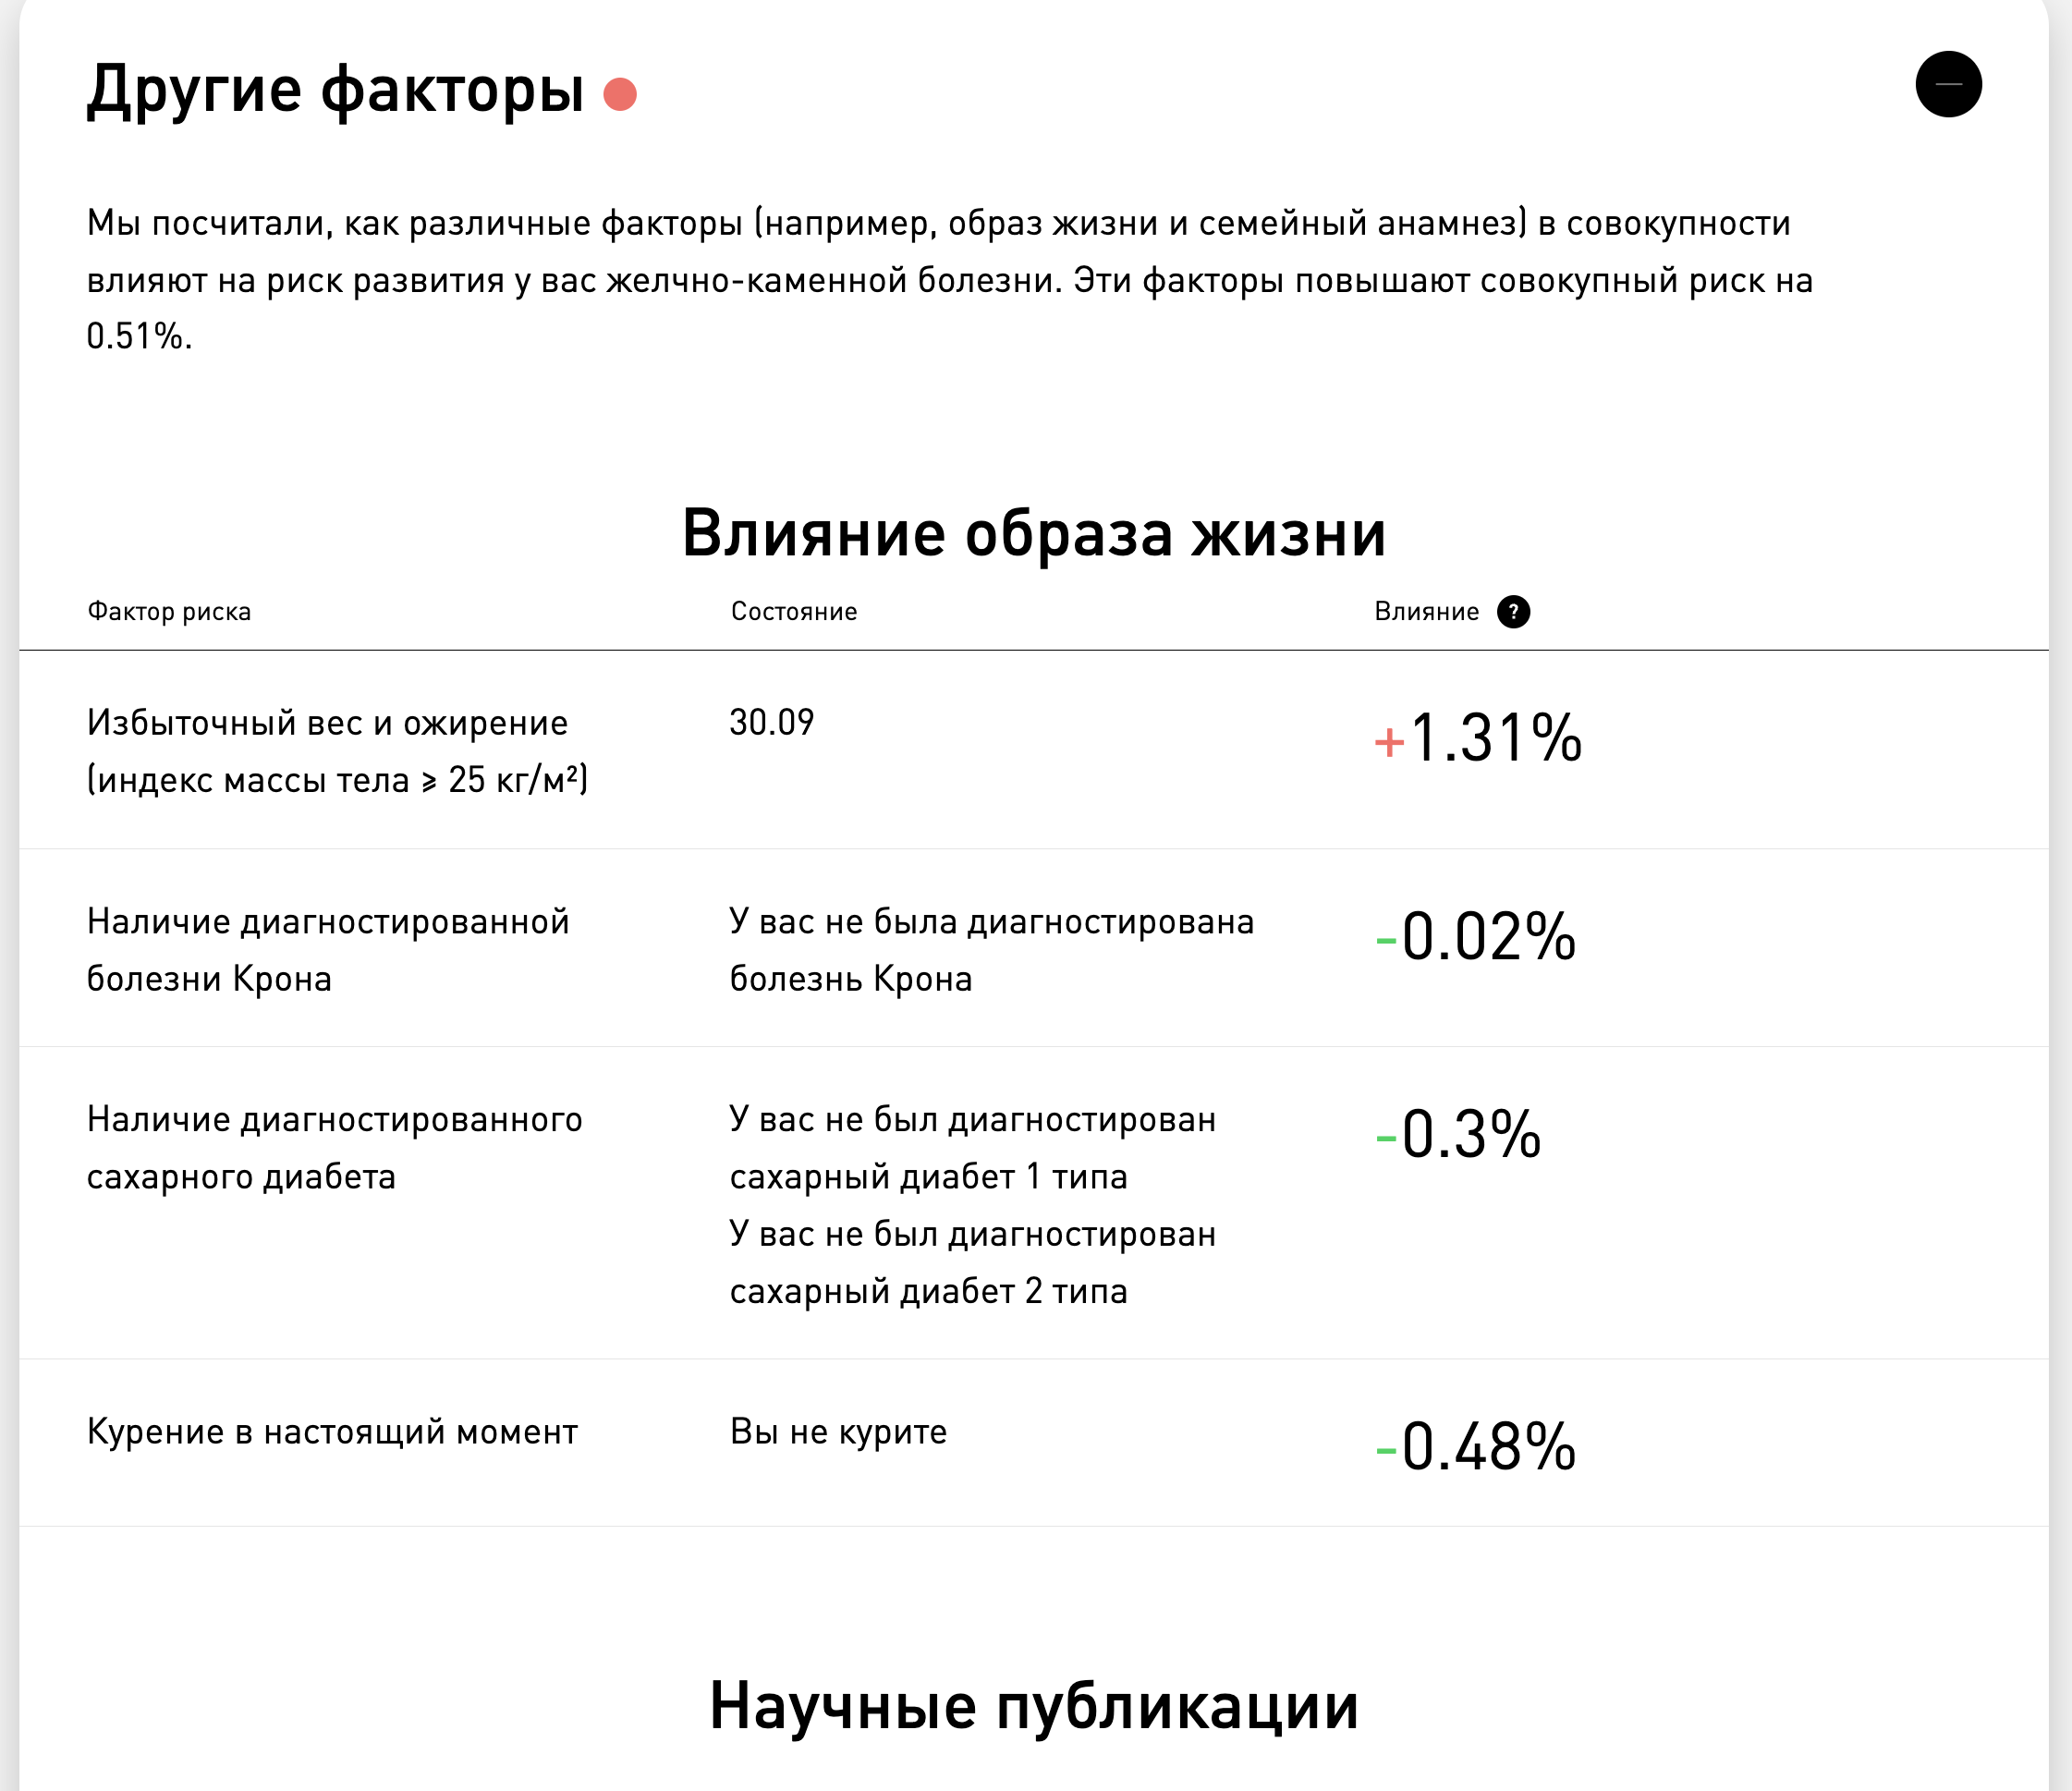 Другие факторы
Мы посчитали, как различные факторы (например, образ жизни и семейный анамнез) в совокупности
влияют на риск развития у вас желчно-каменной болезни. Эти факторы повышают совокупный риск на
0.51%.
Влияние образа жизни
Фактор риска Состояние Влияние ?
Избыточный вес и ожирение
(индекс массы тела ⩾ 25 кг/м²)
30.09
+1.31%
Наличие диагностированной
болезни Крона
У вас не была диагностирована
болезнь Крона
-0.02%
Наличие диагностированного
сахарного диабета
У вас не был диагностирован
сахарный диабет 1 типа
У вас не был диагностирован
сахарный диабет 2 типа
-0.3%
Курение в настоящий момент
Вы не курите
-0.48%
Научные публикации